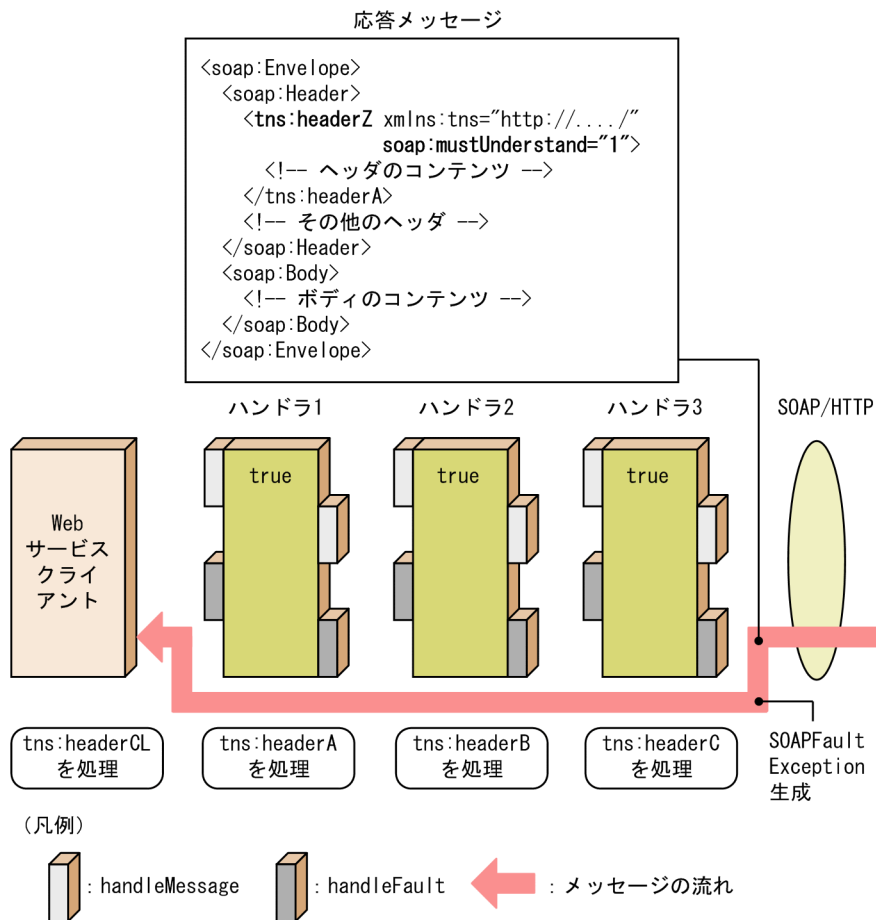 応答メッセージ
<soap:Envelope>
<soap:Header>
<tns:headerZ xmlns:tns="http://..../"
soap:mustUnderstand="1">
<!-- ヘッダのコンテンツ -->
</tns:headerA>
<!-- その他のヘッダ -->
</soap:Header>
<soap:Body>
<!-- ボディのコンテンツ -->
</soap:Body>
</soap:Envelope>
ハンドラ1
ハンドラ2
ハンドラ3
SOAP/HTTP
true
true
true
Web
サービス
クライ
アント
tns:headerCL
を処理
tns:headerA
を処理
tns:headerB
を処理
tns:headerC
を処理
SOAPFault
Exception
生成
（凡例）
：handleMessage
：handleFault
：メッセージの流れ